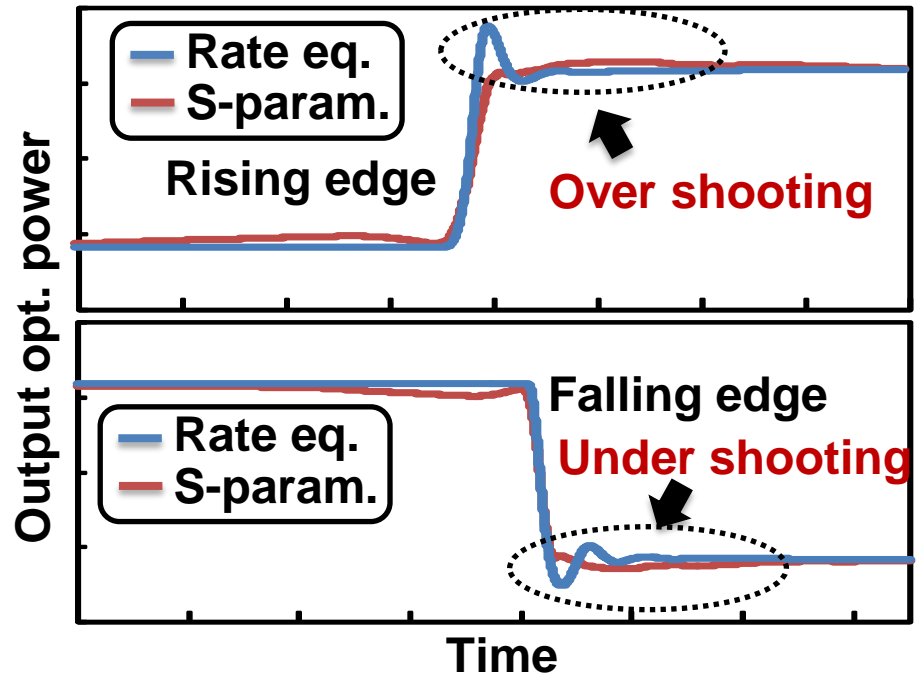 Output opt. power
Rate eq.
S-param.
Rising edge
Over shooting
Rate eq.
S-param.
Falling edge
Under shooting
Time